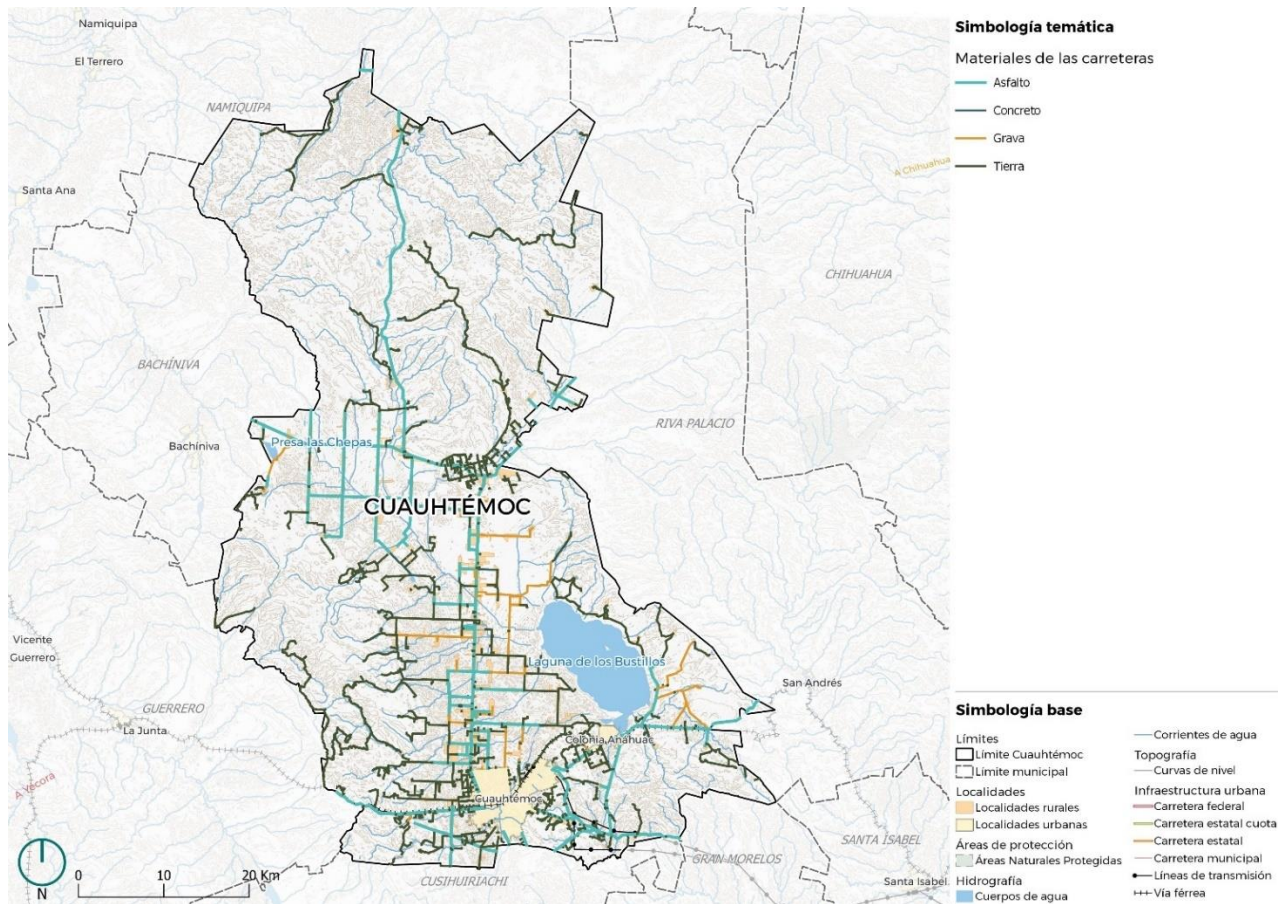 Namiquipa
El Terrero
NAMIQUIPA
Santa Ana
A Chihuahua
CHIHUAHUA
BACHÍNIVA
RIVA PALACIO
Bachíniva
Presa las Chepas
CUAUHTÉMOC
Vicente
Guerrero
Laguna de los Bustillos
San Andrés
GUERRERO
La Junta
Colonia Anáhuac
A Yécora
Cuauhtémoc
SANTA ISABEL
GRAN MORELOS
CUSIHUIRIACHI
Santa Isabel
N
0 10 20 Km
Simbología temática
Materiales de las carreteras
Asfalto
Concreto
Grava
Tierra
Simbología base
Límites
Límite Cuauhtémoc
Límite municipal
Localidades
Localidades rurales
Localidades urbanas
Áreas de protección
Áreas Naturales Protegidas
Hidrografía
Cuerpos de agua
Corrientes de agua
Topografía
Curvas de nivel
Infraestructura urbana
Carretera federal
Carretera estatal cuota
Carretera estatal
Carretera municipal
Líneas de transmisión
Vía férrea